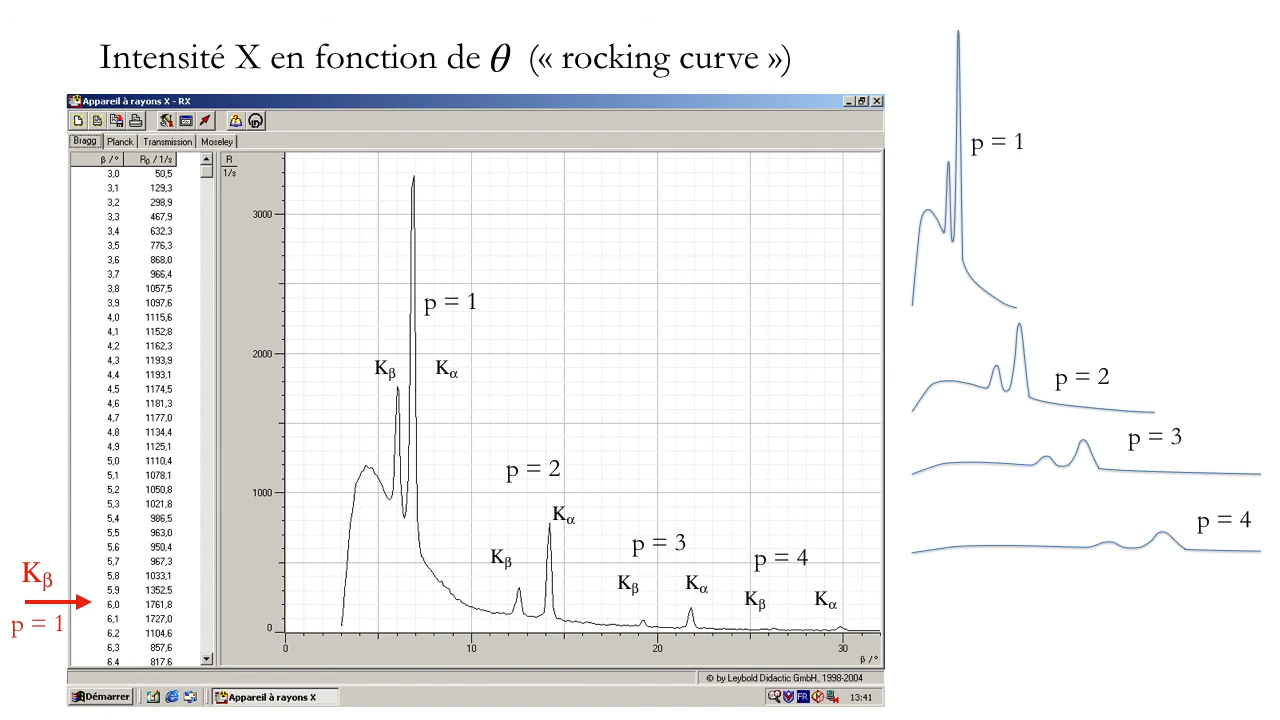 Intensité X en fonction de θ (« rocking curve »)
Appareil à rayons X - RX
Bragg Planck Transmission Moseley
β / ° R₀ / 1/s
3,0 50,5
3,1 129,3
3,2 298,9
3,3 467,9
3,4 632,3
3,5 776,3
3,6 868,0
3,7 966,4
3,8 1057,5
3,9 1097,6
4,0 1115,6
4,1 1152,8
4,2 1162,3
4,3 1193,9
4,4 1193,1
4,5 1174,5
4,6 1181,3
4,7 1177,0
4,8 1134,4
4,9 1125,1
5,0 1110,4
5,1 1078,1
5,2 1050,8
5,3 1021,8
5,4 986,5
5,5 963,0
5,6 950,4
5,7 967,3
5,8 1033,1
5,9 1352,5
6,0 1761,8
6,1 1727,0
6,2 1104,6
6,3 857,6
6,4 817,6
Kβ
p = 1
R
1/s
3000
2000
1000
0
0 10 20 30
β / °
p = 1
Kβ Kα
p = 2
Kα
Kβ
p = 3
Kβ Kα
p = 4
Kβ Kα
p = 1
p = 2
p = 3
p = 4
© by Leybold Didactic GmbH, 1998-2004
Démarrer Appareil à rayons X FR 13:41